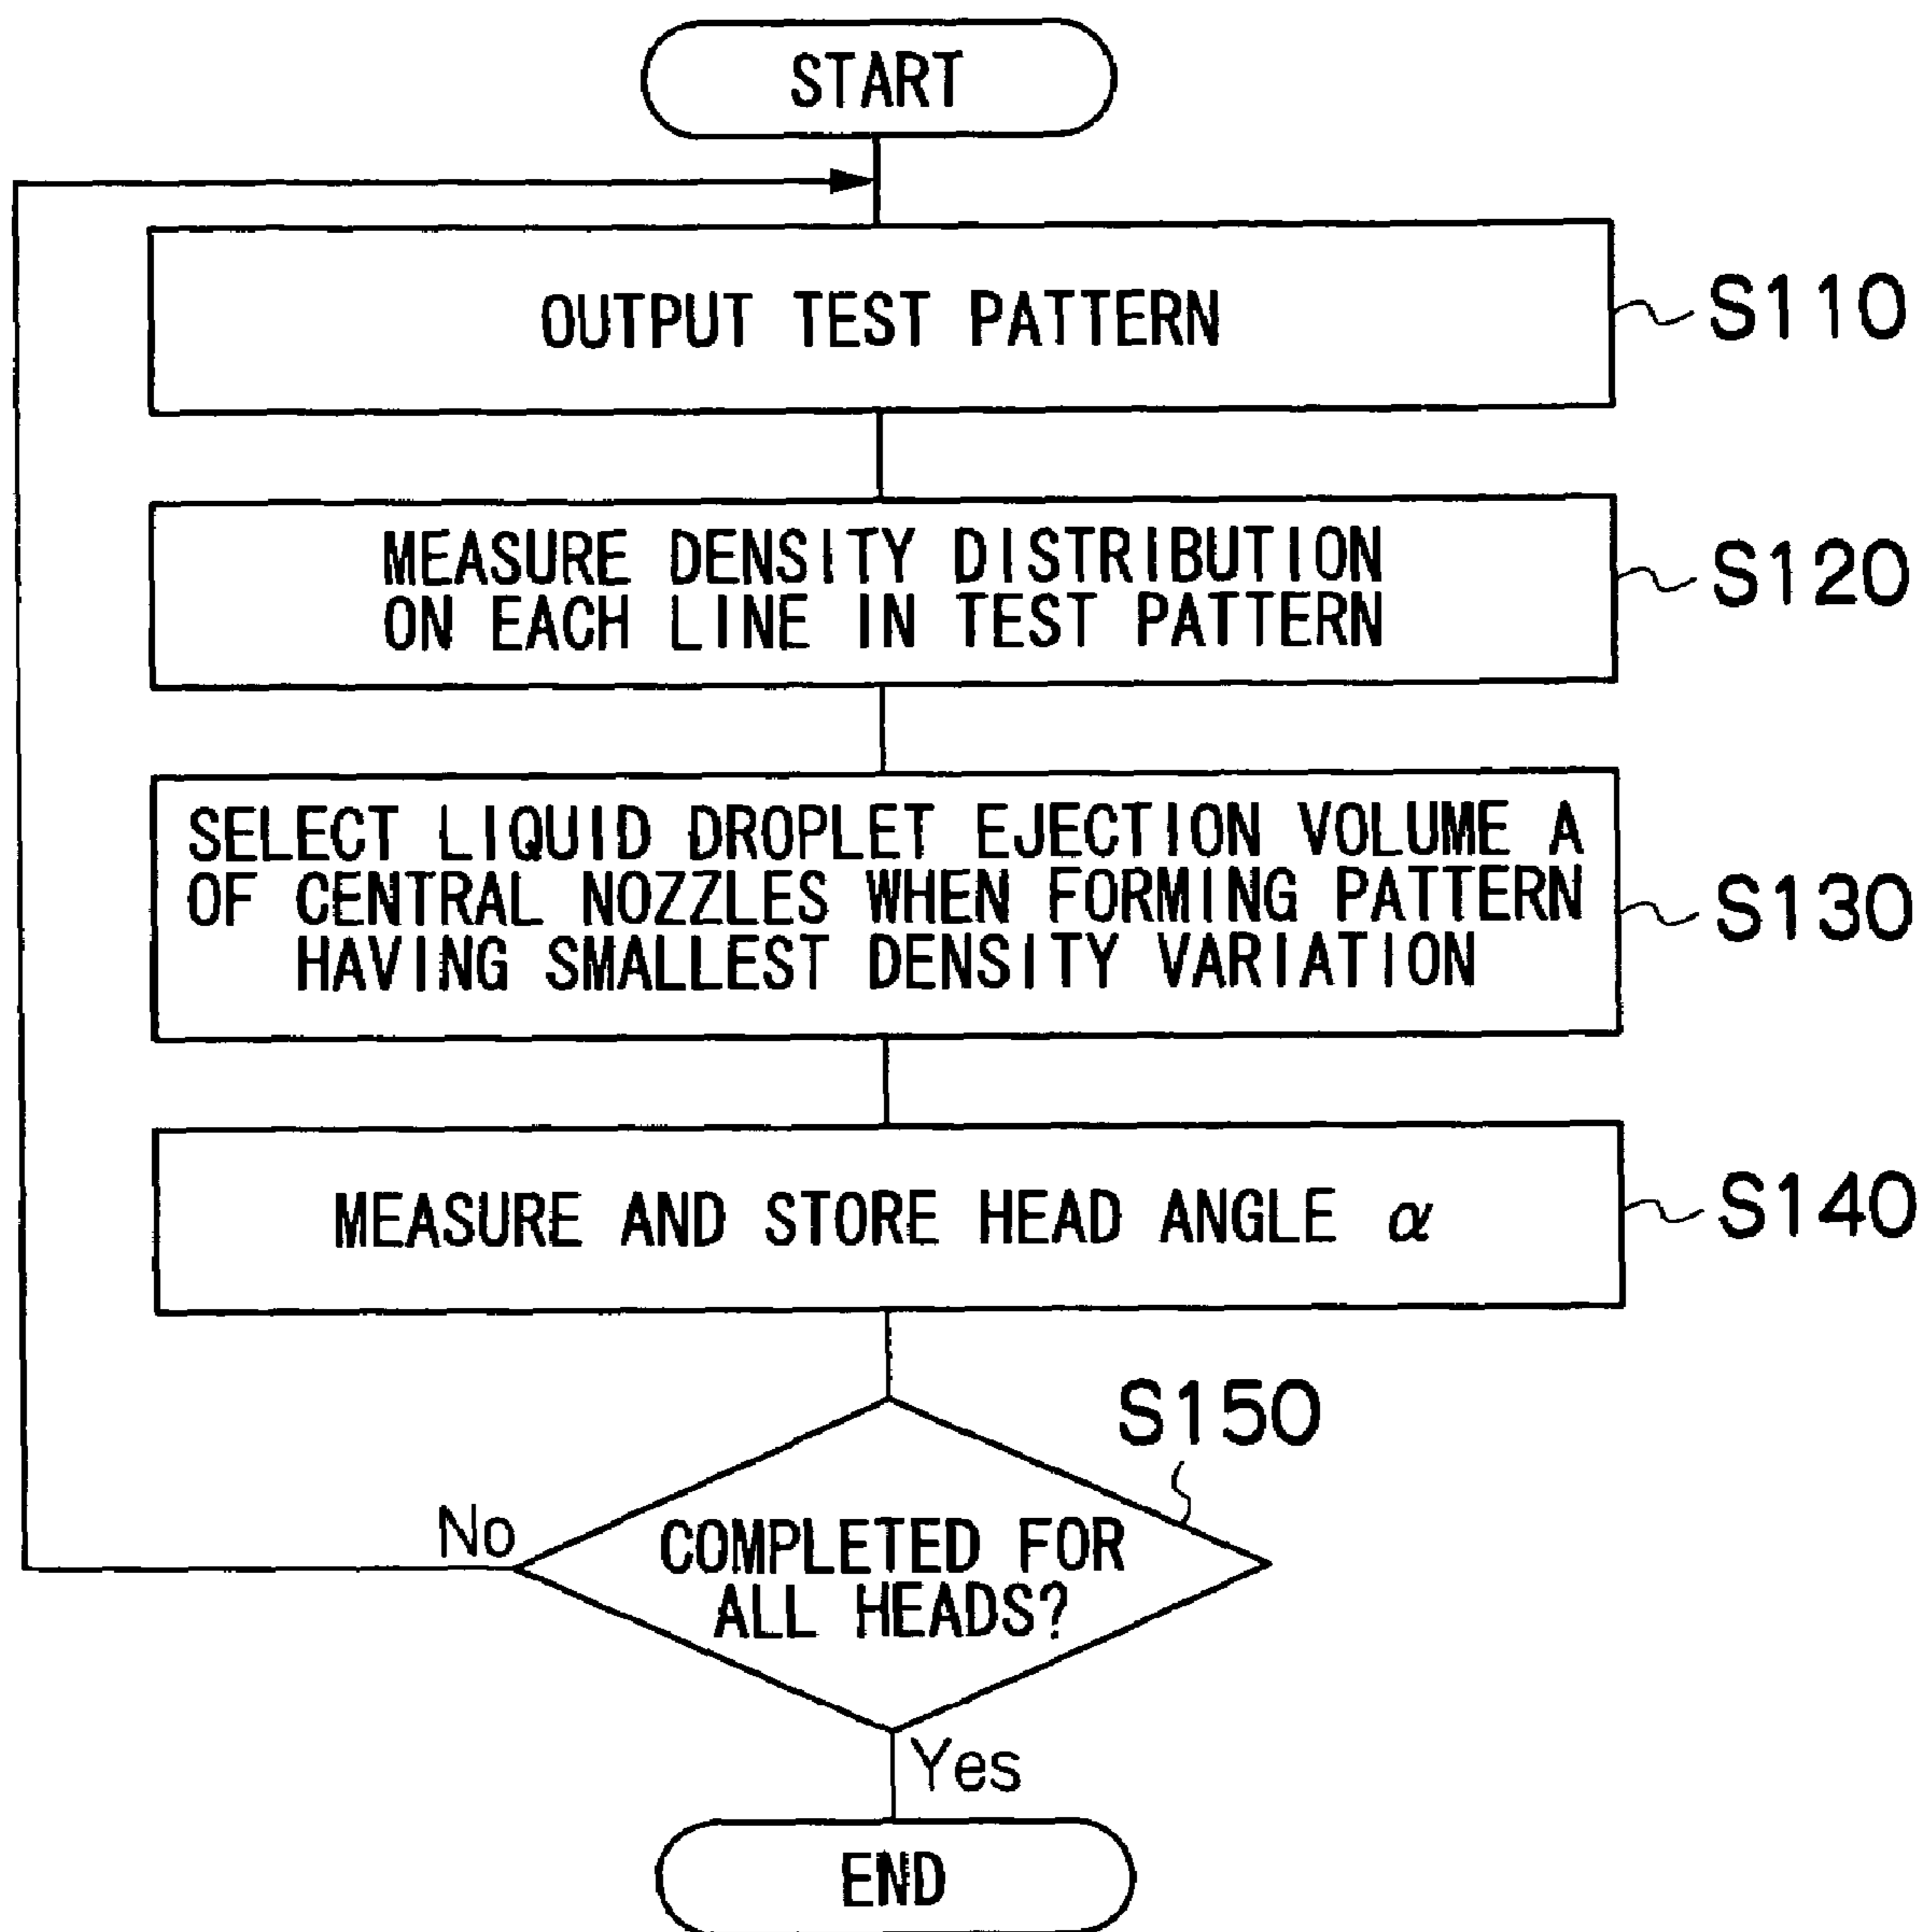 START
OUTPUT TEST PATTERN
S110
MEASURE DENSITY DISTRIBUTION
ON EACH LINE IN TEST PATTERN
S120
SELECT LIQUID DROPLET EJECTION VOLUME A
OF CENTRAL NOZZLES WHEN FORMING PATTERN
HAVING SMALLEST DENSITY VARIATION
S130
MEASURE AND STORE HEAD ANGLE α
S140
S150
No
COMPLETED FOR
ALL HEADS?
Yes
END